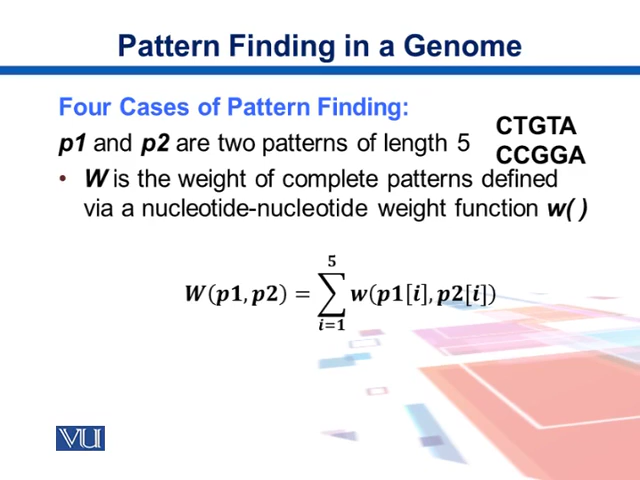 Pattern Finding in a Genome
Four Cases of Pattern Finding:
p1 and p2 are two patterns of length 5
CTGTA
CCGGA
• W is the weight of complete patterns defined
via a nucleotide-nucleotide weight function w( )
5
W(p1, p2) = ∑ w(p1[i], p2[i])
i=1
VU